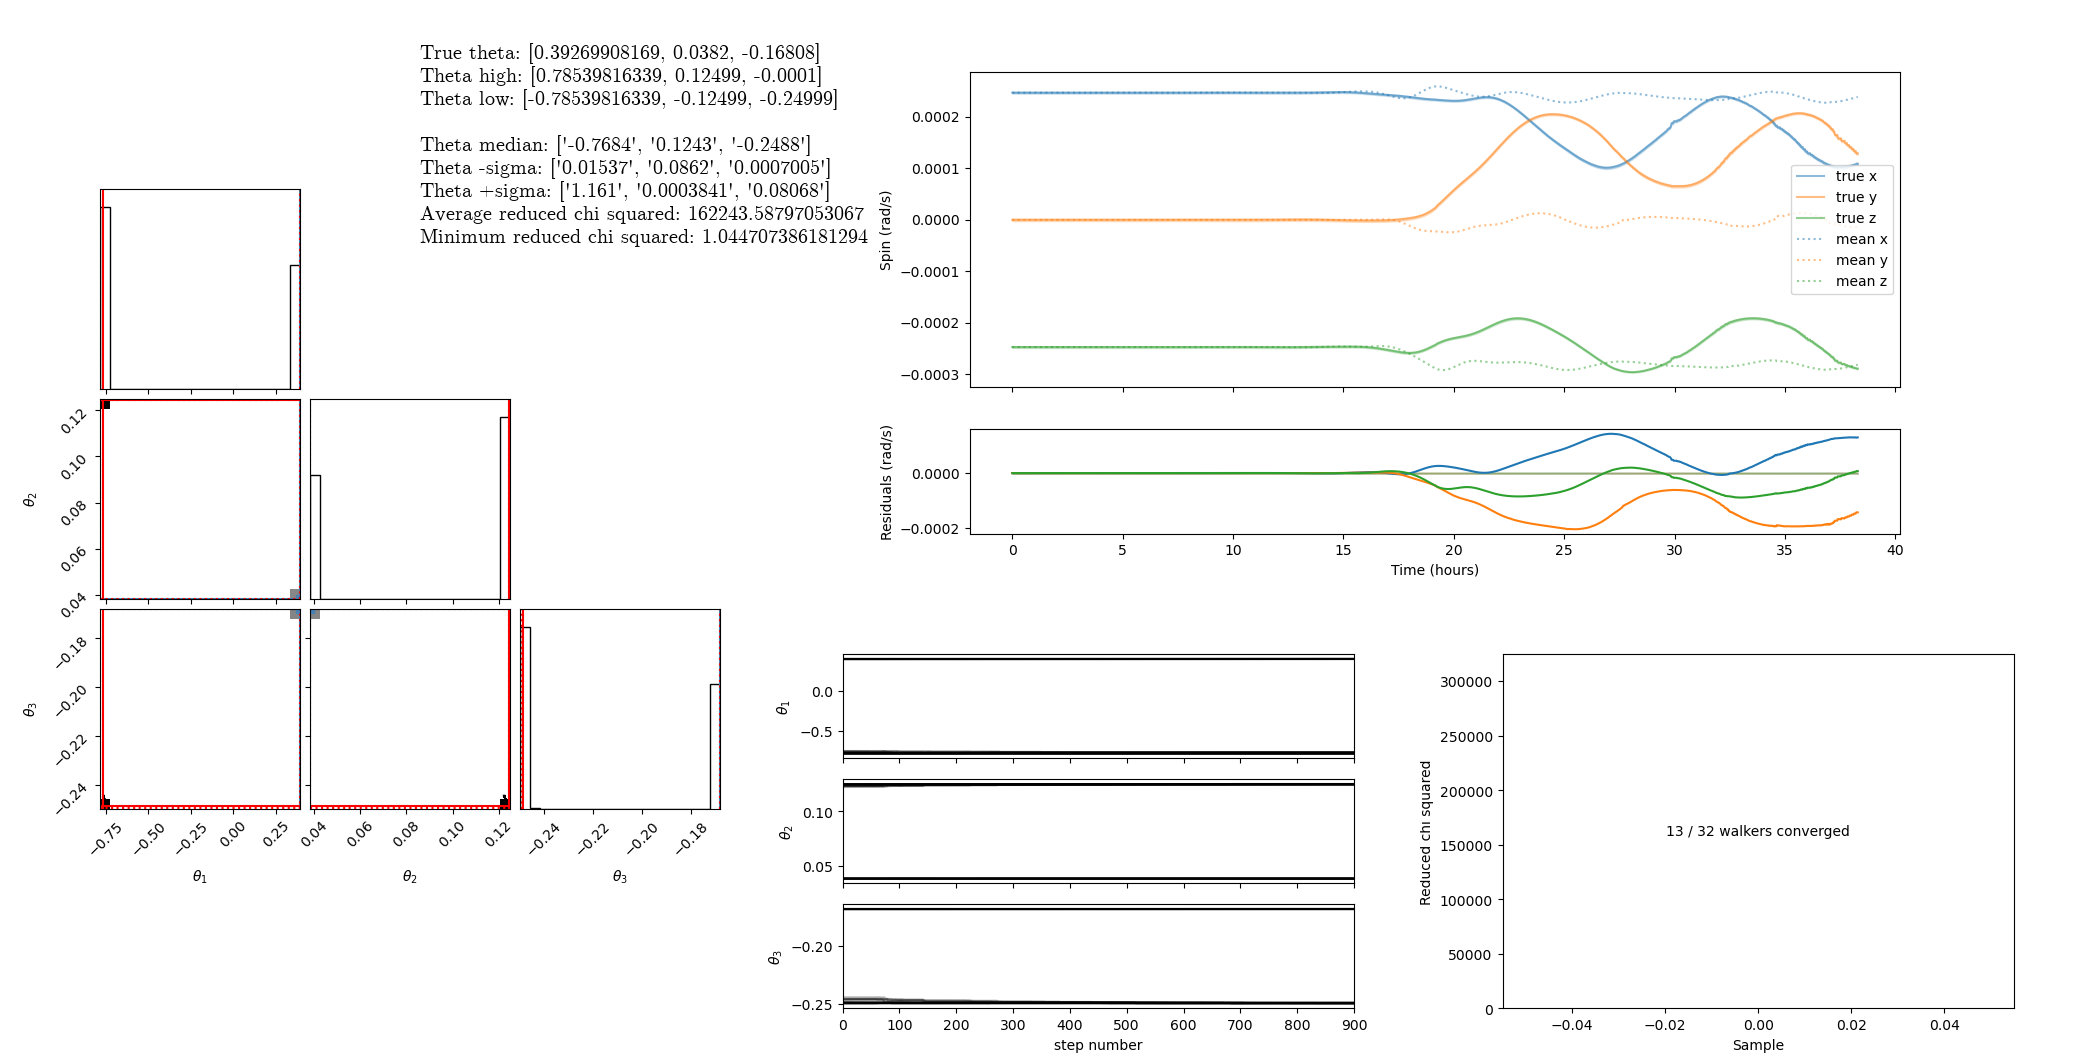 True theta: [0.39269908169, 0.0382, -0.16808]
Theta high: [0.78539816339, 0.12499, -0.0001]
Theta low: [-0.78539816339, -0.12499, -0.24999]
Theta median: ['-0.7684', '0.1243', '-0.2488']
Theta -sigma: ['0.01537', '0.0862', '0.0007005']
Theta +sigma: ['1.161', '0.0003841', '0.08068']
Average reduced chi squared: 162243.58797053067
Minimum reduced chi squared: 1.044707386181294
Spin (rad/s)
0.0002
0.0001
0.0000
−0.0001
−0.0002
−0.0003
true x
true y
true z
mean x
mean y
mean z
Residuals (rad/s)
0.0000
−0.0002
0 5 10 15 20 25 30 35 40
Time (hours)
θ2
0.12
0.10
0.08
0.06
0.04
θ3
−0.18
−0.20
−0.22
−0.24
−0.75 −0.50 −0.25 0.00 0.25
θ1
0.04 0.06 0.08 0.10 0.12
θ2
−0.24 −0.22 −0.20 −0.18
θ3
θ1
0.0
−0.5
θ2
0.10
0.05
θ3
−0.20
−0.25
0 100 200 300 400 500 600 700 800 900
step number
Reduced chi squared
300000
250000
200000
150000
100000
50000
0
13 / 32 walkers converged
−0.04 −0.02 0.00 0.02 0.04
Sample